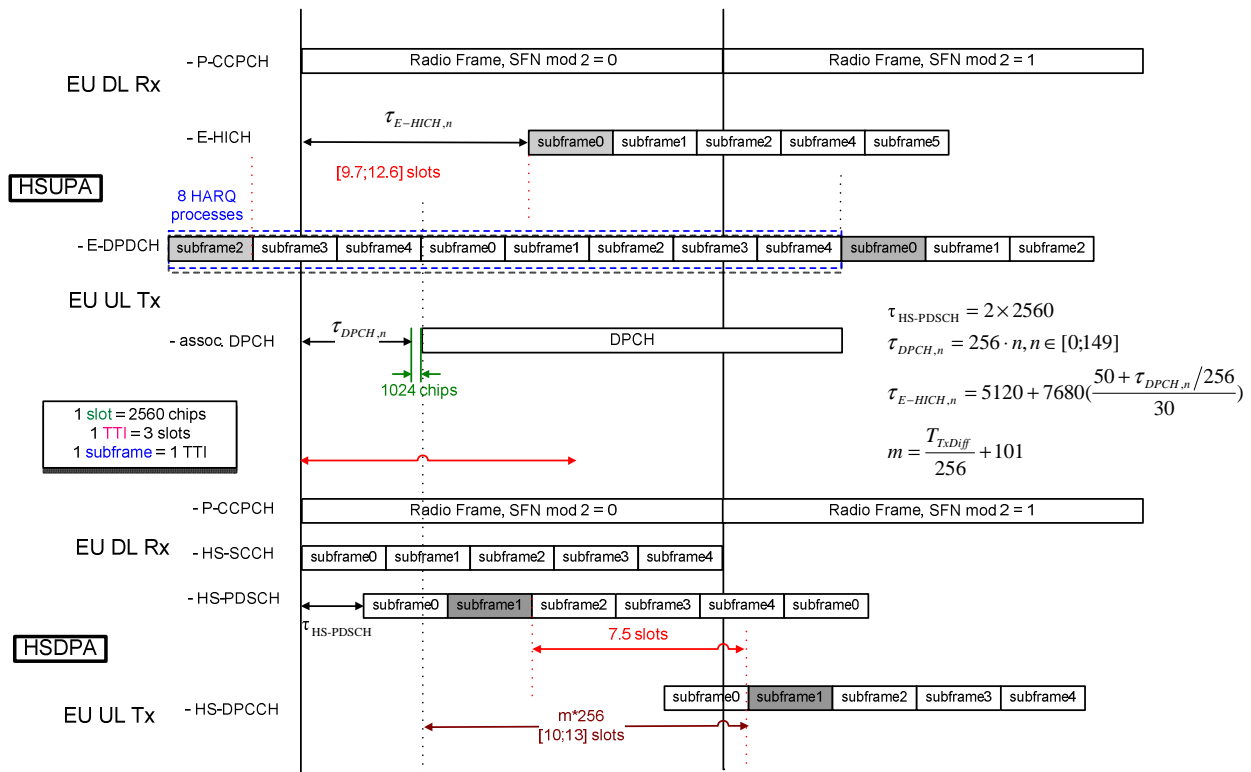 - P-CCPCH
Radio Frame, SFN mod 2 = 0
Radio Frame, SFN mod 2 = 1
EU DL Rx
- E-HICH
τE-HICH,n
subframe0 subframe1 subframe2 subframe4 subframe5
[9.7;12.6] slots
HSUPA
8 HARQ
processes
- E-DPDCH
subframe2 subframe3 subframe4 subframe0 subframe1 subframe2 subframe3 subframe4 subframe0 subframe1 subframe2
EU UL Tx
- assoc. DPCH
τDPCH,n
DPCH
1024 chips
τHS-PDSCH = 2 × 2560
τDPCH,n = 256 · n, n ∈ [0;149]
τE-HICH,n = 5120 + 7680((50 + τDPCH,n/256)/30)
m = TTxDiff/256 + 101
1 slot = 2560 chips
1 TTI = 3 slots
1 subframe = 1 TTI
- P-CCPCH
Radio Frame, SFN mod 2 = 0
Radio Frame, SFN mod 2 = 1
EU DL Rx
- HS-SCCH
subframe0 subframe1 subframe2 subframe3 subframe4
- HS-PDSCH
subframe0 subframe1 subframe2 subframe3 subframe4 subframe0
τHS-PDSCH
7.5 slots
HSDPA
EU UL Tx
- HS-DPCCH
subframe0 subframe1 subframe2 subframe3 subframe4
m*256
[10;13] slots